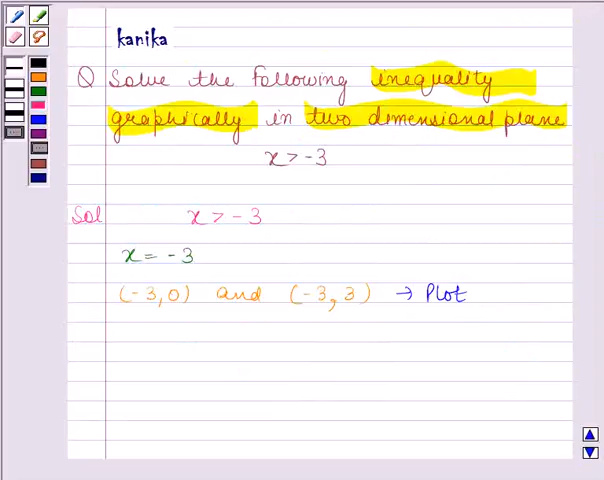 kanika
Q Solve the following inequality
graphically in two dimensional plane
x > -3
Sol x > -3
x = -3
(-3, 0) and (-3, 3) → Plot